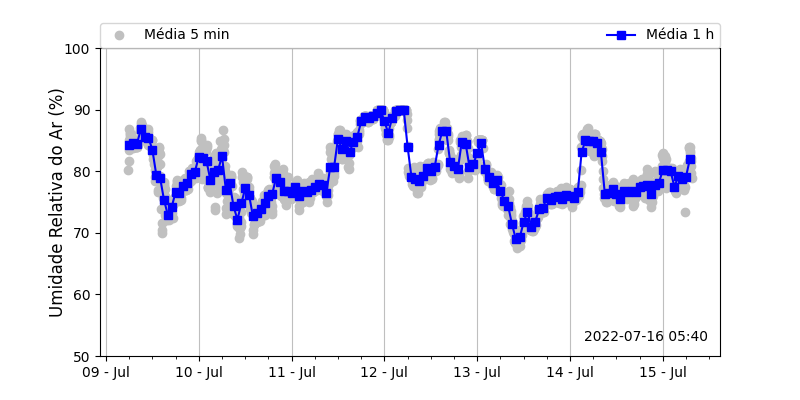 Média 5 min
Média 1 h
Umidade Relativa do Ar (%)
100
90
80
70
60
50
2022-07-16 05:40
09 - Jul
10 - Jul
11 - Jul
12 - Jul
13 - Jul
14 - Jul
15 - Jul